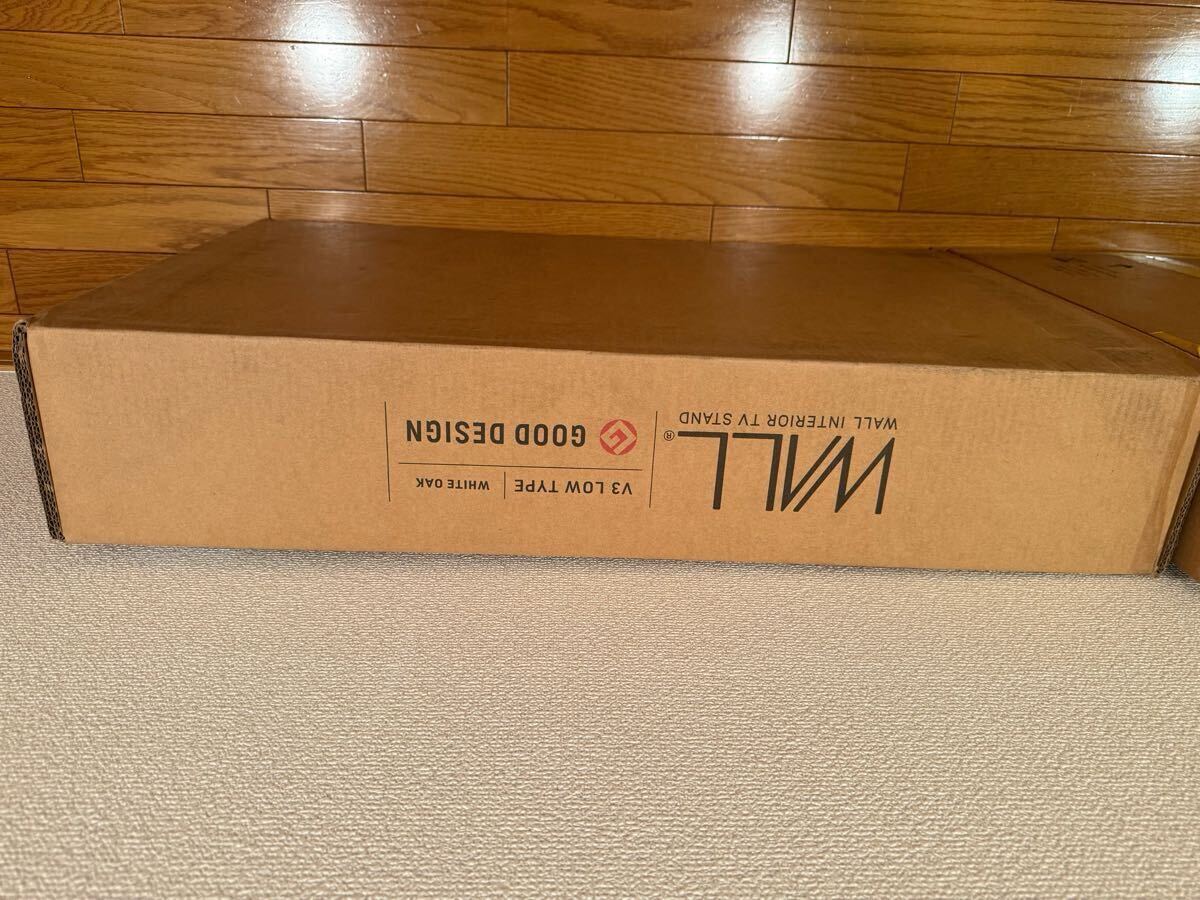 WALL®
WALL INTERIOR TV STAND
V3 LOW TYPE
WHITE OAK
GOOD DESIGN